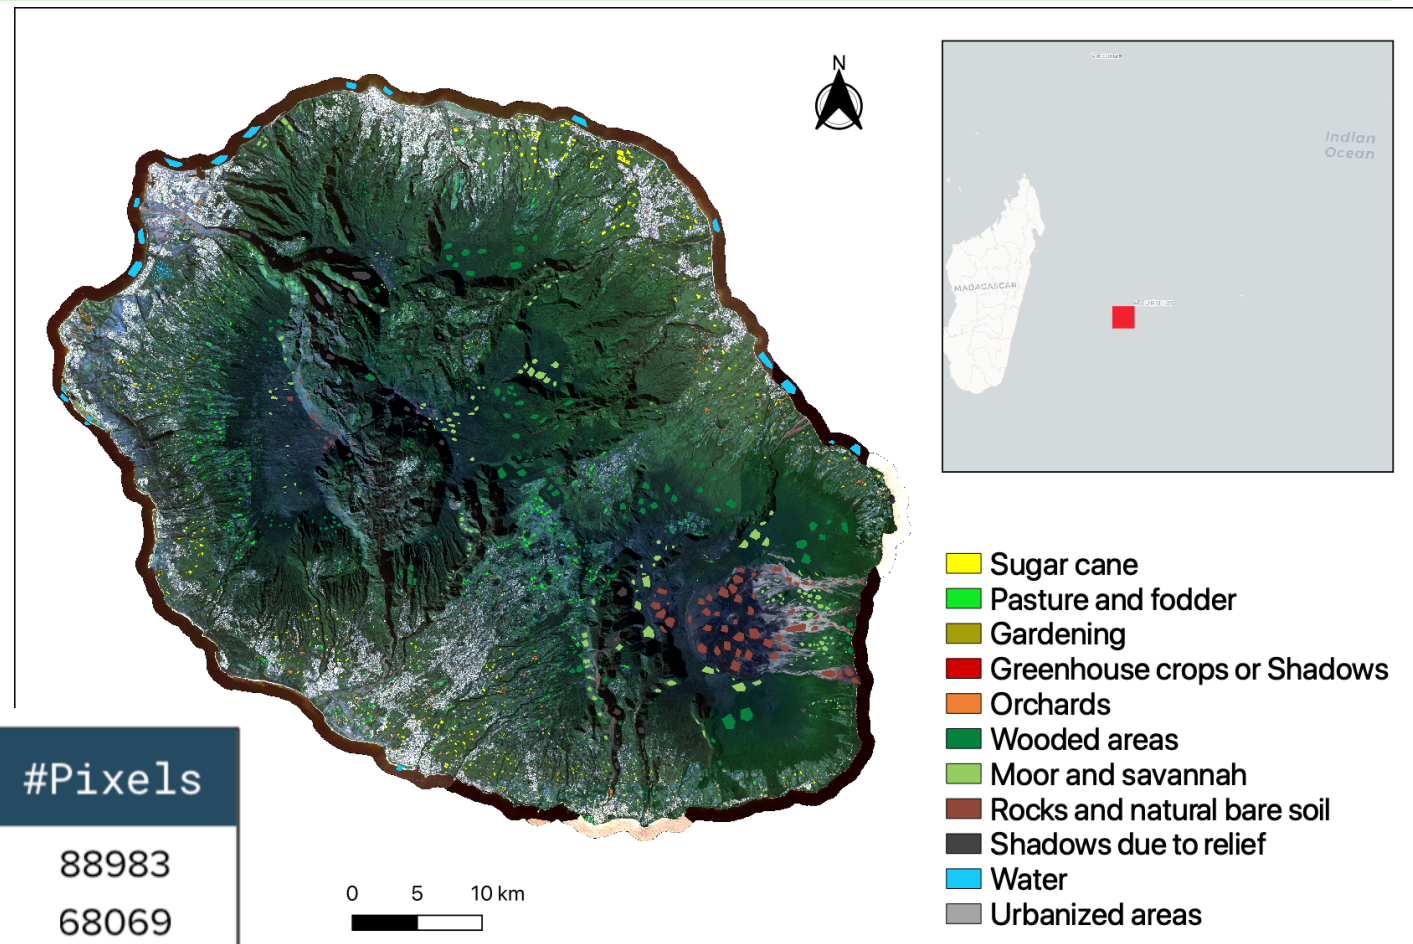 N
Victoria
Indian
Ocean
MADAGASCAR
MAURITIUS
Sugar cane
Pasture and fodder
Gardening
Greenhouse crops or Shadows
Orchards
Wooded areas
Moor and savannah
Rocks and natural bare soil
Shadows due to relief
Water
Urbanized areas
#Pixels
88983
68069
0 5 10 km